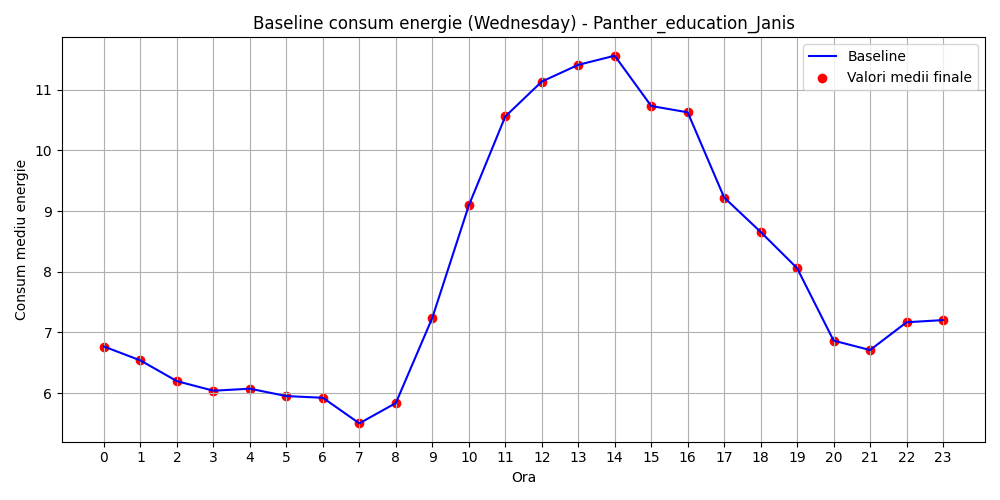 Baseline consum energie (Wednesday) - Panther_education_Janis
Baseline
Valori medii finale
Consum mediu energie
11
10
9
8
7
6
0 1 2 3 4 5 6 7 8 9 10 11 12 13 14 15 16 17 18 19 20 21 22 23
Ora